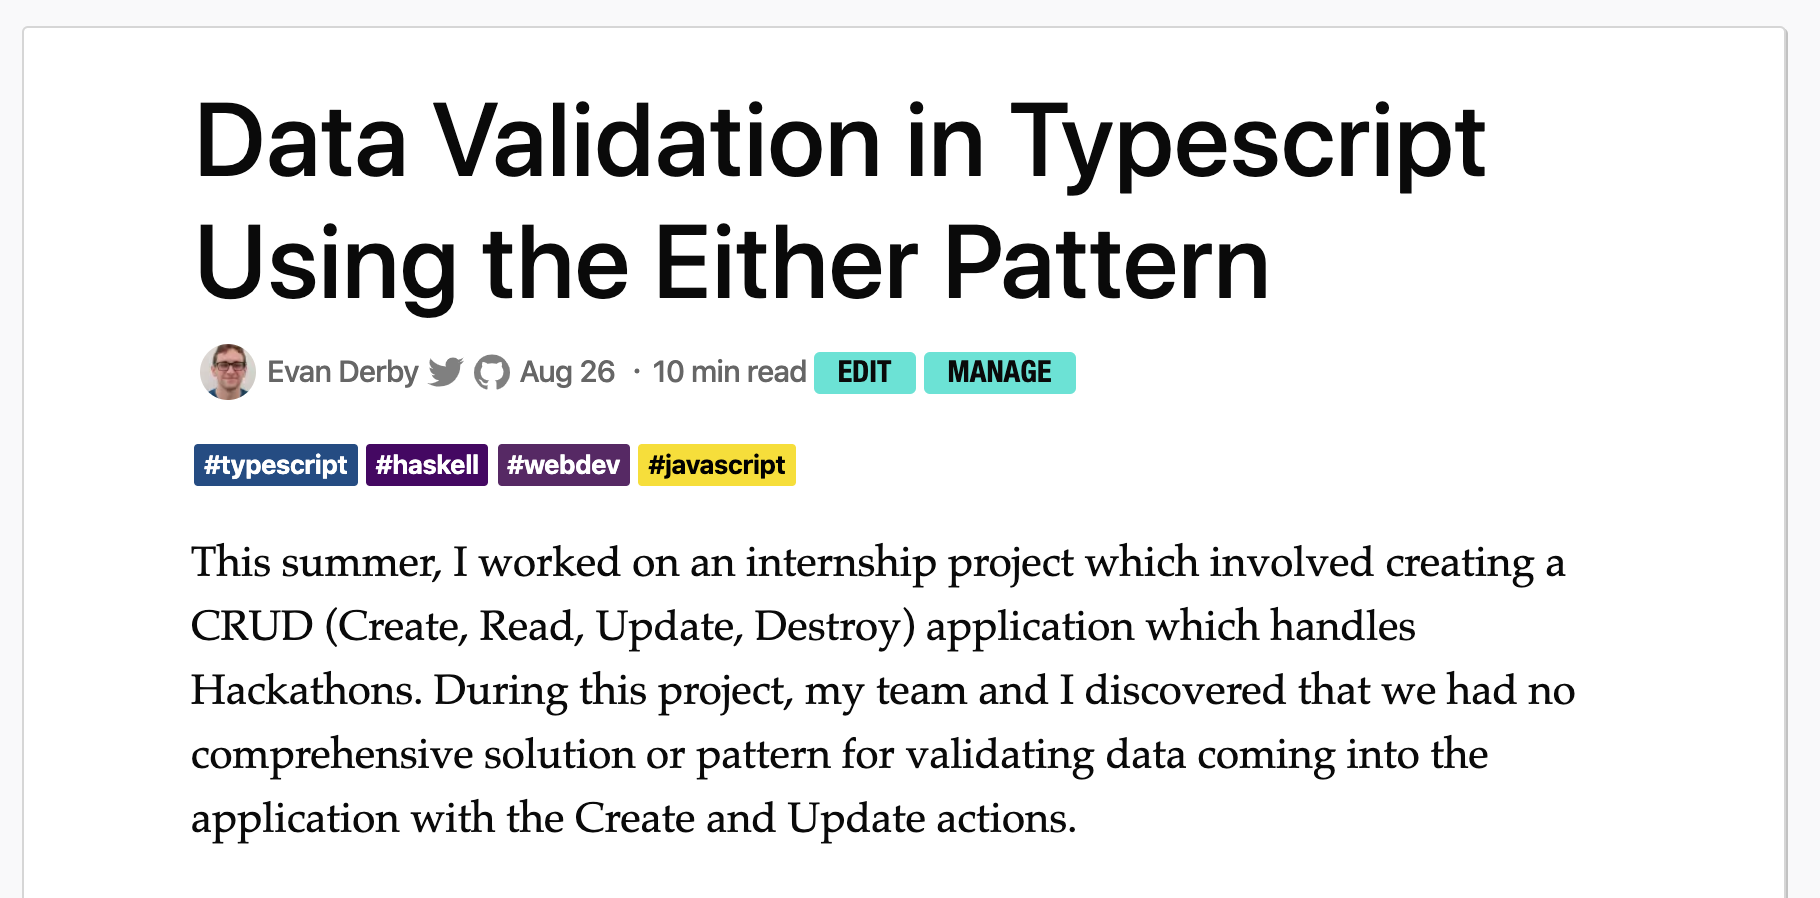 Data Validation in Typescript
Using the Either Pattern
Evan Derby Aug 26 · 10 min read EDIT MANAGE
#typescript #haskell #webdev #javascript
This summer, I worked on an internship project which involved creating a
CRUD (Create, Read, Update, Destroy) application which handles
Hackathons. During this project, my team and I discovered that we had no
comprehensive solution or pattern for validating data coming into the
application with the Create and Update actions.